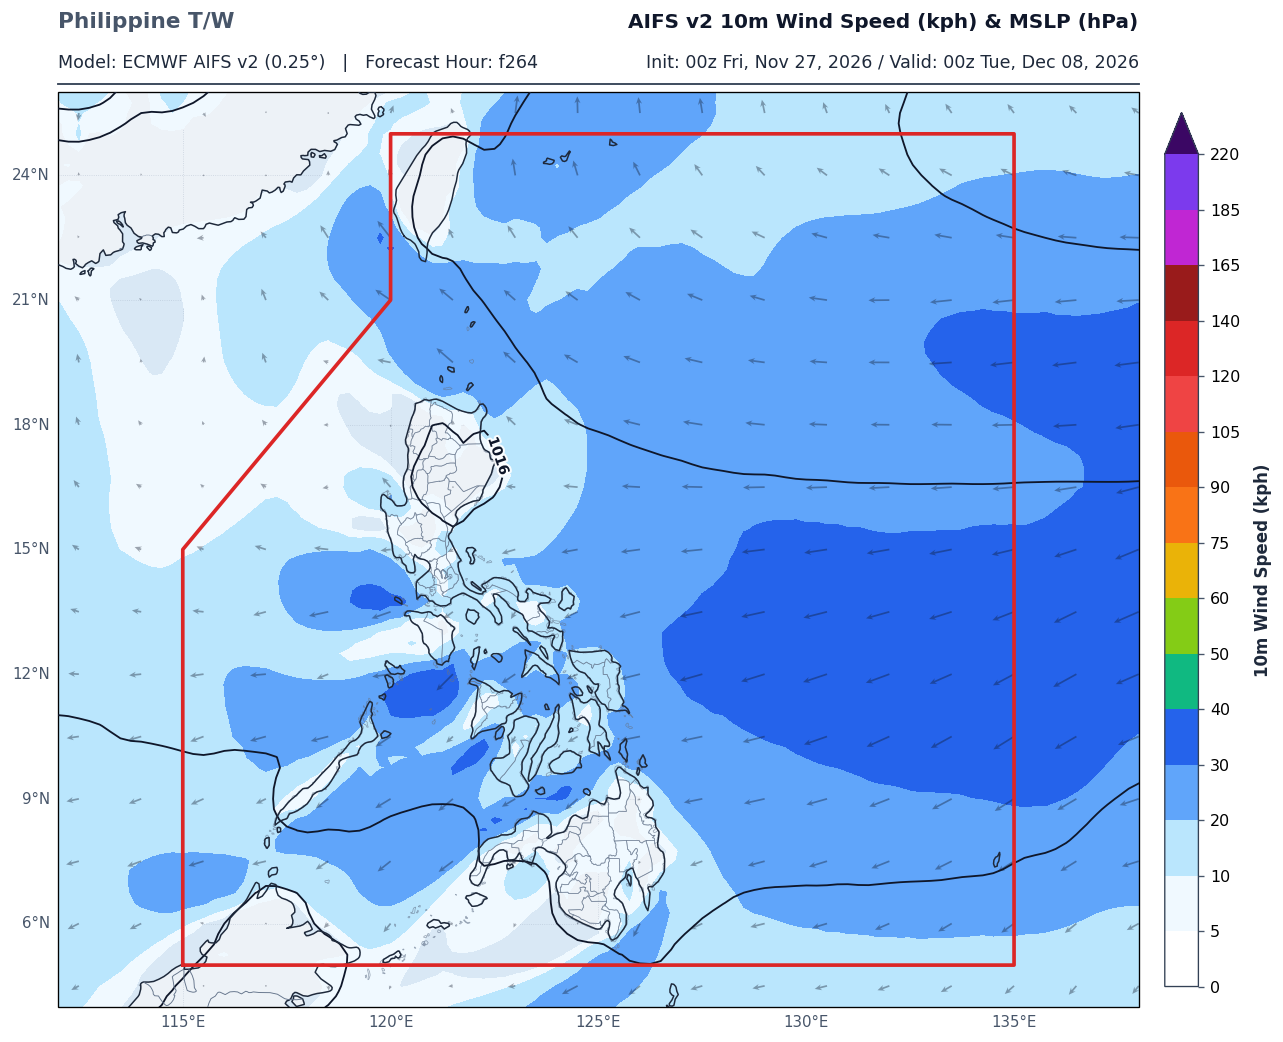 Philippine T/W
AIFS v2 10m Wind Speed (kph) & MSLP (hPa)
Model: ECMWF AIFS v2 (0.25°)   |   Forecast Hour: f264
Init: 00z Fri, Nov 27, 2026 / Valid: 00z Tue, Dec 08, 2026
24°N
21°N
18°N
15°N
12°N
9°N
6°N
1016
115°E
120°E
125°E
130°E
135°E
220
185
165
140
120
105
90
75
60
50
40
30
20
10
5
0
10m Wind Speed (kph)